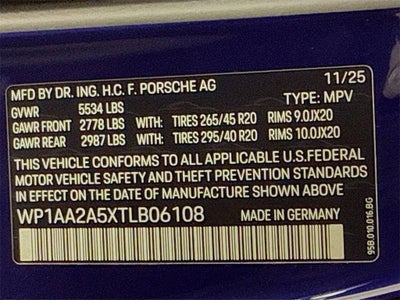 MFD BY DR. ING. H.C. F. PORSCHE AG 11/25
GVWR 5534 LBS TYPE: MPV
GAWR FRONT 2778 LBS WITH: TIRES 265/45 R20 RIMS 9.0JX20
GAWR REAR 2987 LBS WITH: TIRES 295/40 R20 RIMS 10.0JX20
THIS VEHICLE CONFORMS TO ALL APPLICABLE U.S.FEDERAL
MOTOR VEHICLE SAFETY AND THEFT PREVENTION STANDARDS
IN EFFECT ON THE DATE OF MANUFACTURE SHOWN ABOVE
WP1AA2A5XTLB06108 MADE IN GERMANY
95B.010.016.BG